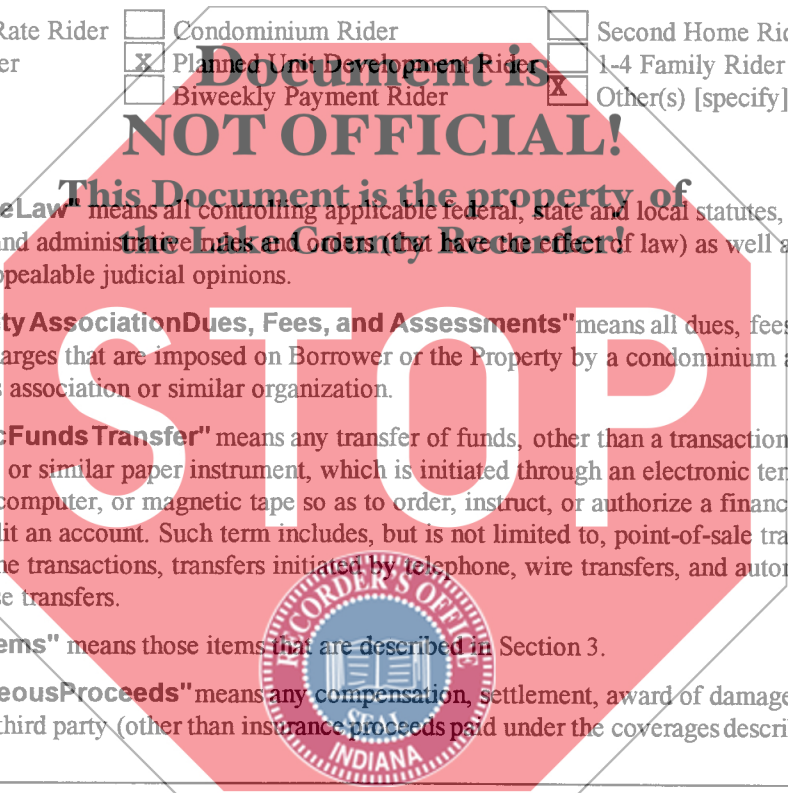 Rate Rider Condominium Rider Second Home Rid
er X Planned Unit Development Rider 1-4 Family Rider
Biweekly Payment Rider X Other(s) [specify]
Document is
NOT OFFICIAL!
This Document is the property of
the Lake County Recorder!
eLaw" means all controlling applicable federal, state and local statutes,
nd administrative rules and orders (that have the effect of law) as well a
ppealable judicial opinions.
ty AssociationDues, Fees, and Assessments" means all dues, fees
arges that are imposed on Borrower or the Property by a condominium a
s association or similar organization.
cFundsTransfer" means any transfer of funds, other than a transaction
or similar paper instrument, which is initiated through an electronic ter
computer, or magnetic tape so as to order, instruct, or authorize a financ
dit an account. Such term includes, but is not limited to, point-of-sale tra
ne transactions, transfers initiated by telephone, wire transfers, and autom
se transfers.
STOP
ems" means those items that are described in Section 3.
eousProceeds" means any compensation, settlement, award of damage
third party (other than insurance proceeds paid under the coverages descri
RECORDER'S OFFICE
SEAL
INDIANA